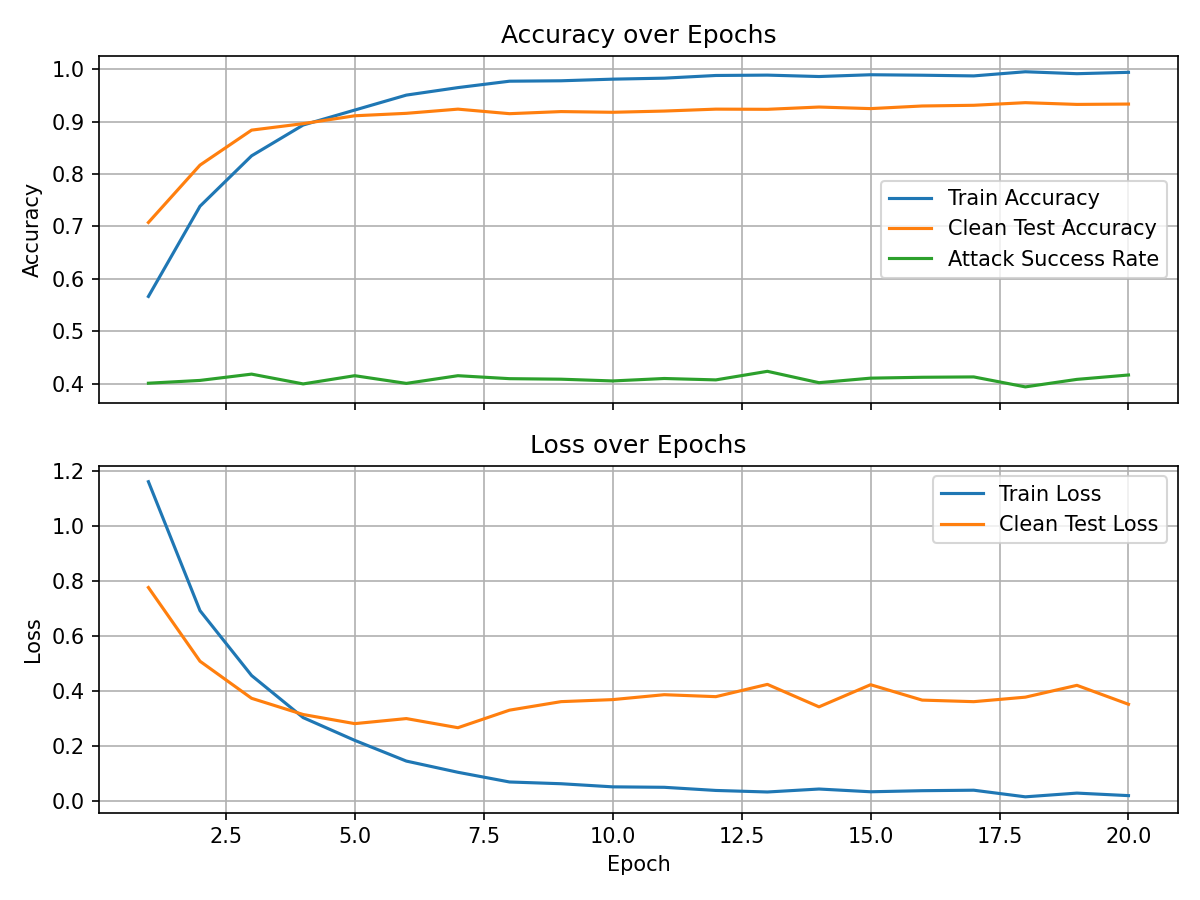 Accuracy over Epochs
1.0
0.9
0.8
0.7
0.6
0.5
0.4
Accuracy
Train Accuracy
Clean Test Accuracy
Attack Success Rate
Loss over Epochs
1.2
1.0
0.8
0.6
0.4
0.2
0.0
Loss
Train Loss
Clean Test Loss
2.5 5.0 7.5 10.0 12.5 15.0 17.5 20.0
Epoch